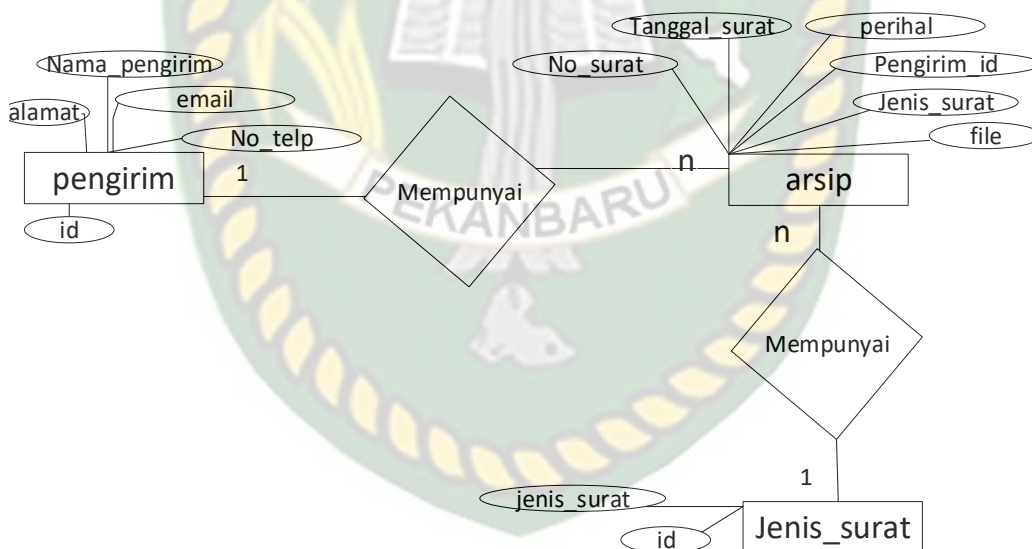 Tanggal_surat
perihal
No_surat
Pengirim_id
Nama_pengirim
Jenis_surat
alamat
email
file
No_telp
pengirim
1
Mempunyai
n
arsip
PEKANBARU
id
n
Mempunyai
1
jenis_surat
Jenis_surat
id